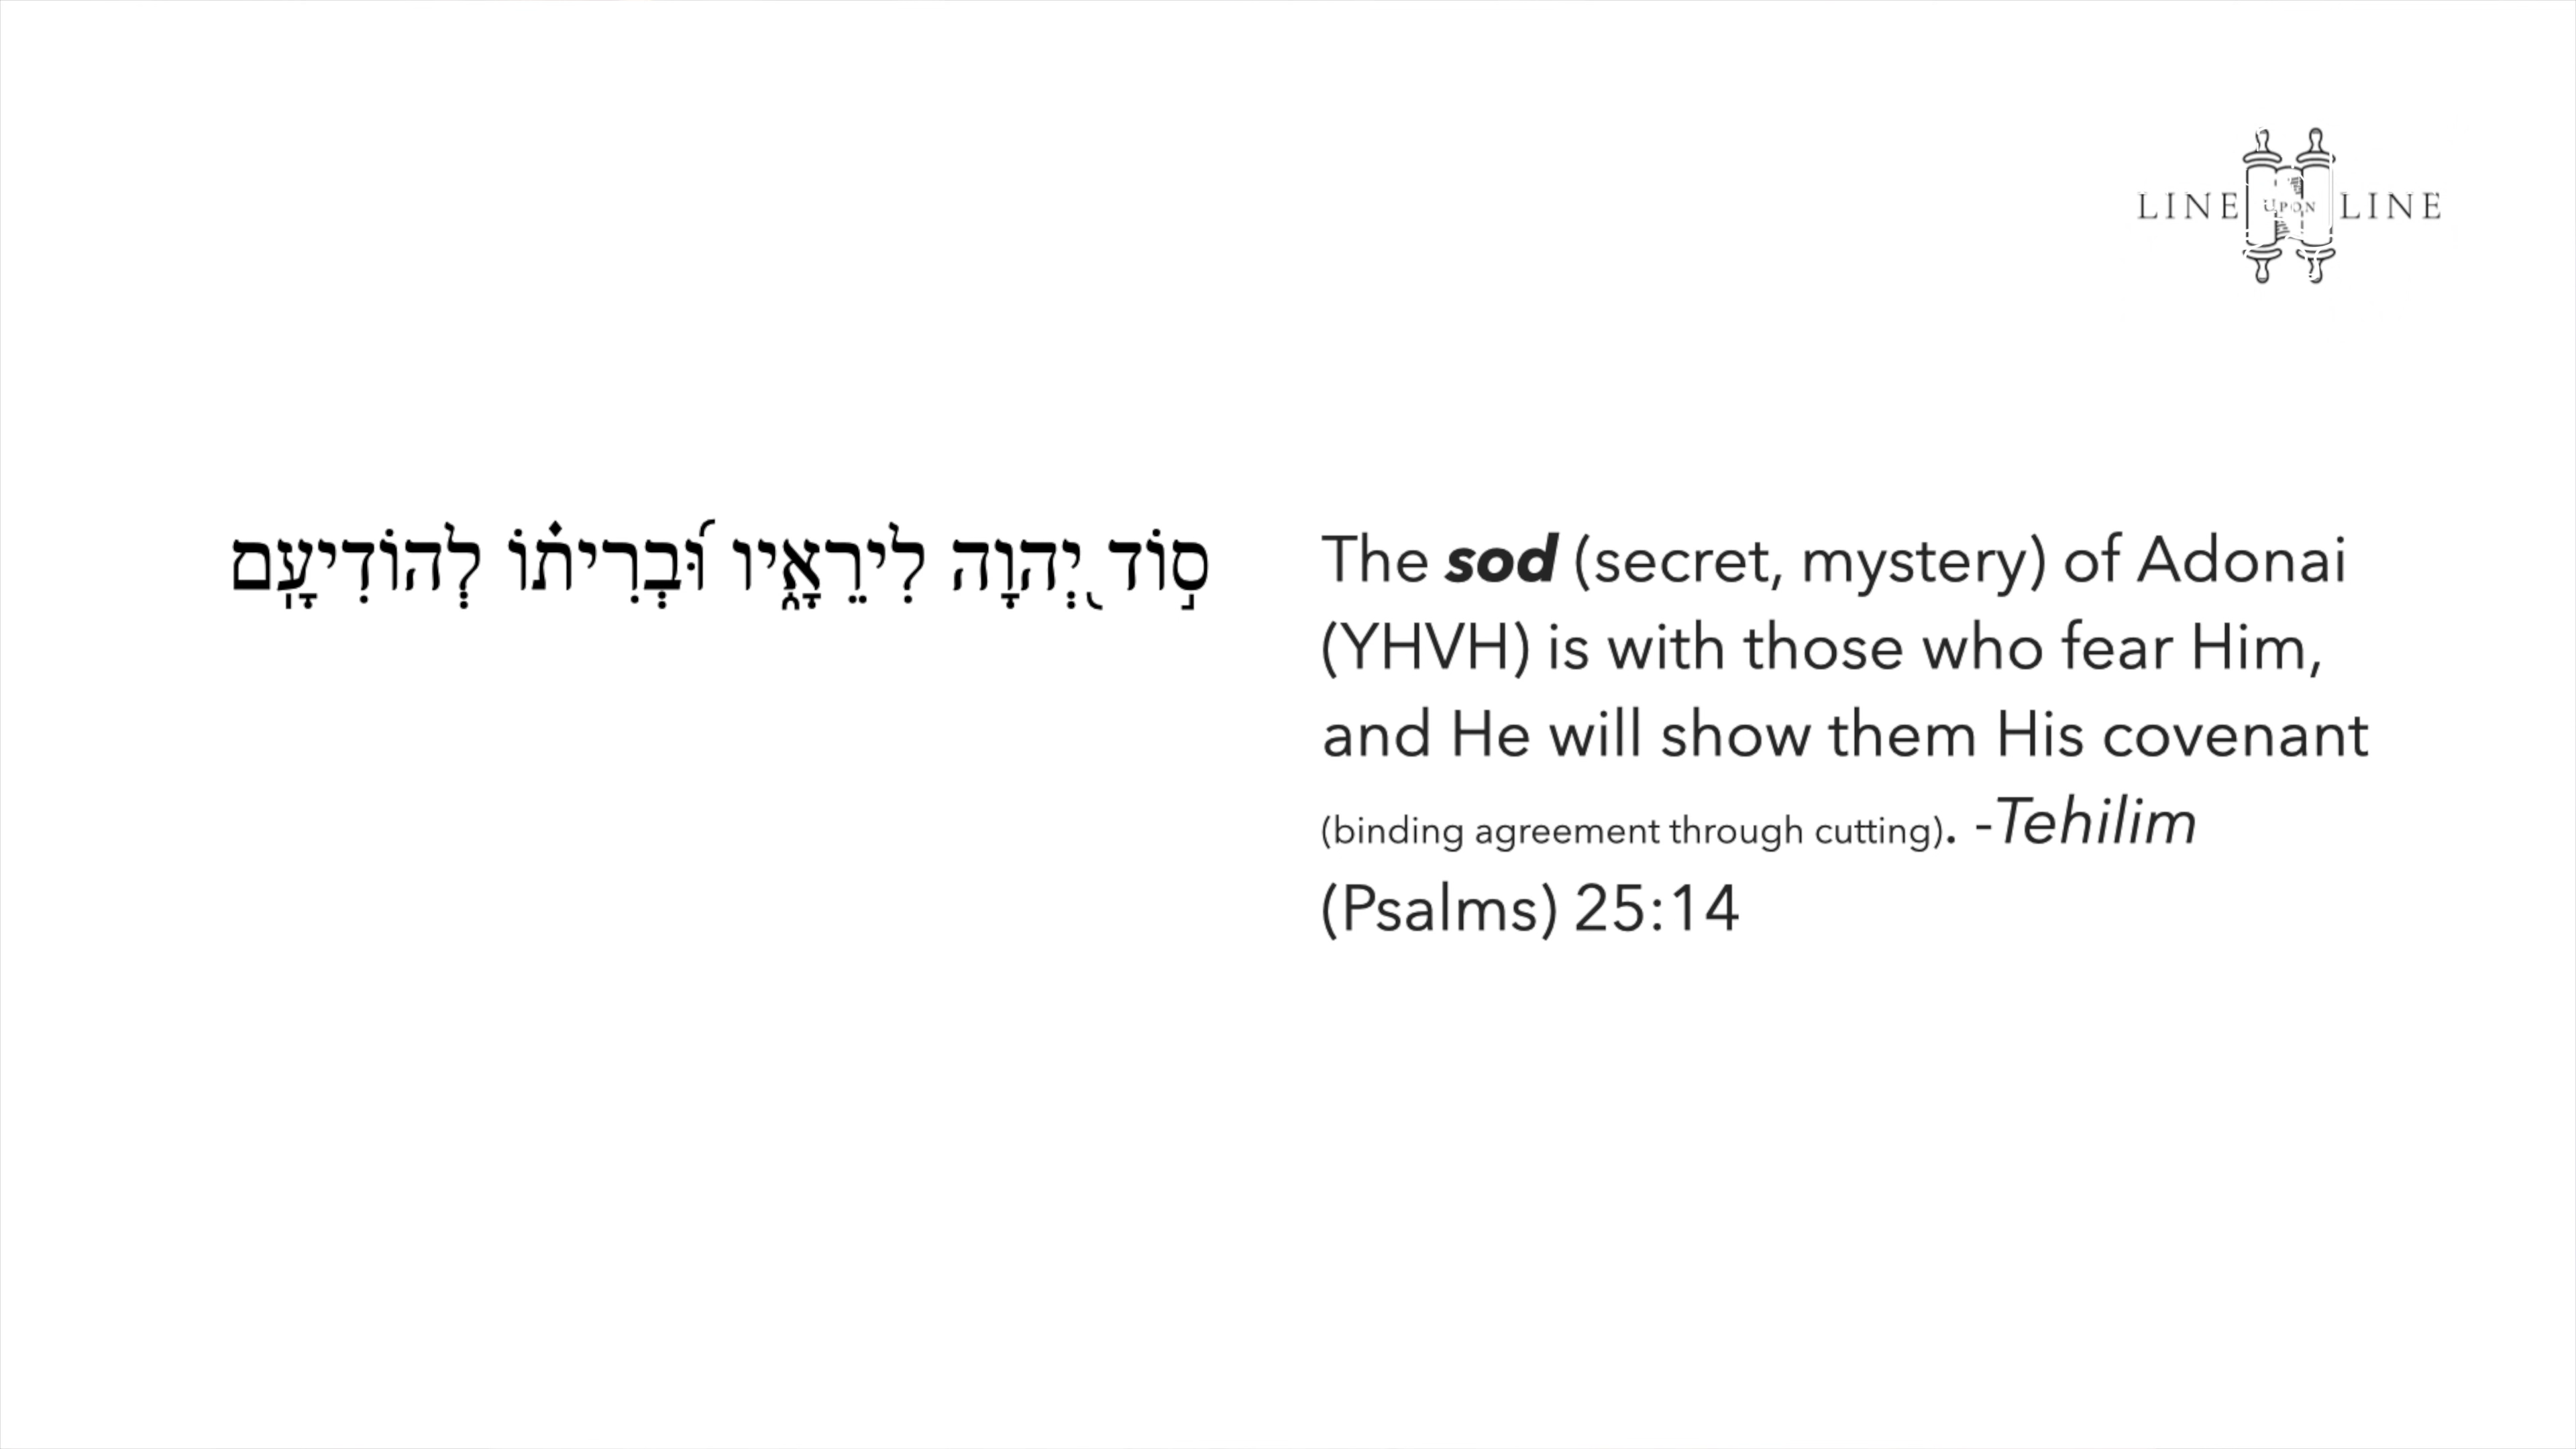 LINE UPON LINE
ס֣וֹד יְ֭הוָה לִירֵאָ֑יו וּ֝בְרִית֗וֹ לְהוֹדִיעָֽם
The sod (secret, mystery) of Adonai
(YHVH) is with those who fear Him,
and He will show them His covenant
(binding agreement through cutting). -Tehilim
(Psalms) 25:14